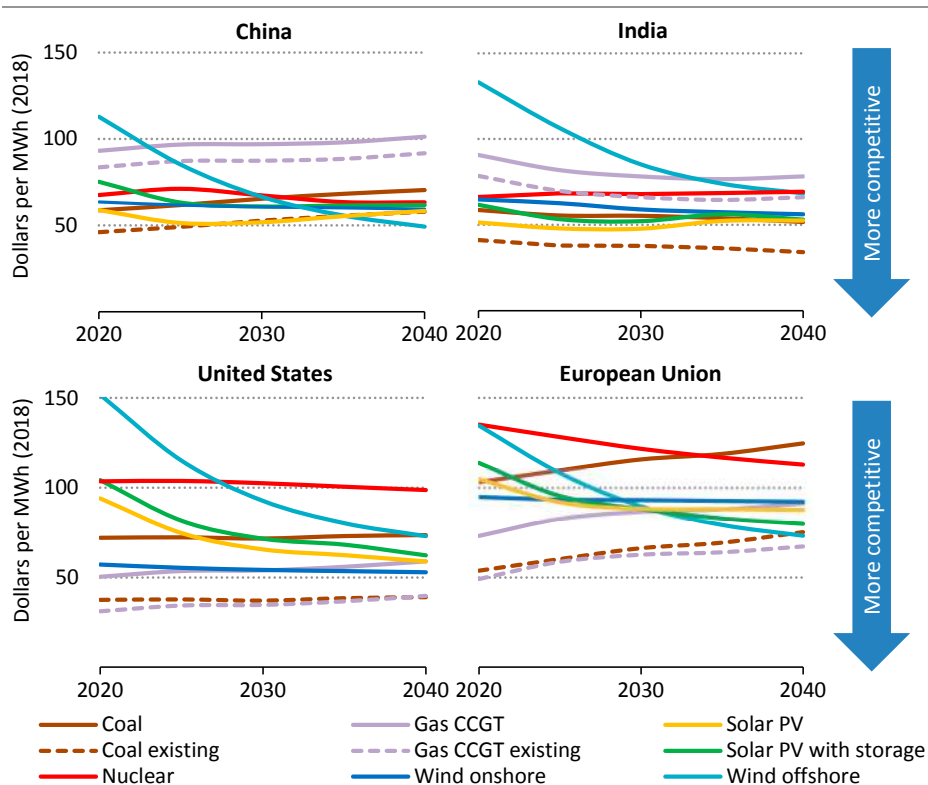 China
India
150
100
50
Dollars per MWh (2018)
More competitive
2020
2030
2040
2020
2030
2040
United States
European Union
150
100
50
Dollars per MWh (2018)
More competitive
2020
2030
2040
2020
2030
2040
Coal
Gas CCGT
Solar PV
Coal existing
Gas CCGT existing
Solar PV with storage
Nuclear
Wind onshore
Wind offshore